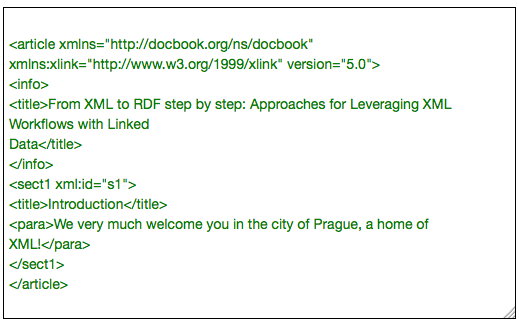 <article xmlns="http://docbook.org/ns/docbook"
xmlns:xlink="http://www.w3.org/1999/xlink" version="5.0">
<info>
<title>From XML to RDF step by step: Approaches for Leveraging XML
Workflows with Linked
Data</title>
</info>
<sect1 xml:id="s1">
<title>Introduction</title>
<para>We very much welcome you in the city of Prague, a home of
XML!</para>
</sect1>
</article>